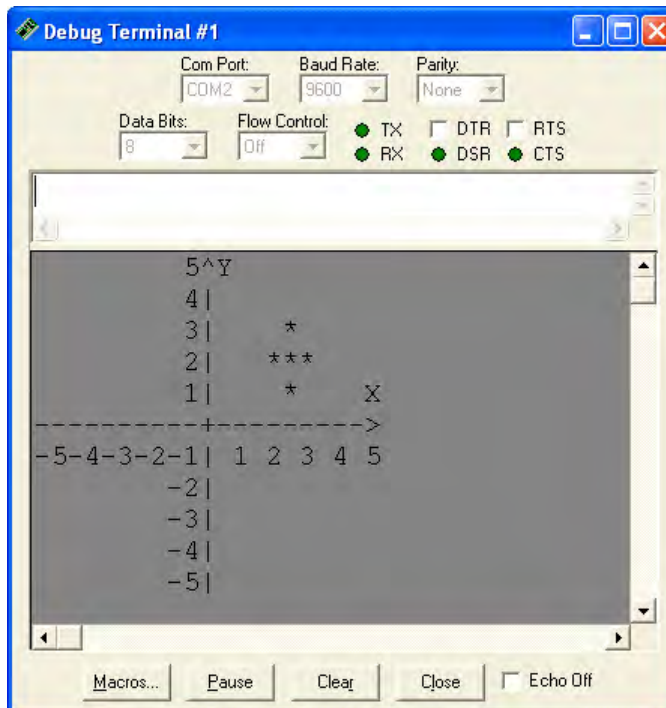 Debug Terminal #1
Com Port: Baud Rate: Parity:
COM2 9600 None
Data Bits: Flow Control: TX DTR RTS
8 Off RX DSR CTS
5^Y
4|
3| *
2| ***
1| * X
----------+--------->
-5-4-3-2-1| 1 2 3 4 5
-2|
-3|
-4|
-5|
Macros... Pause Clear Close Echo Off